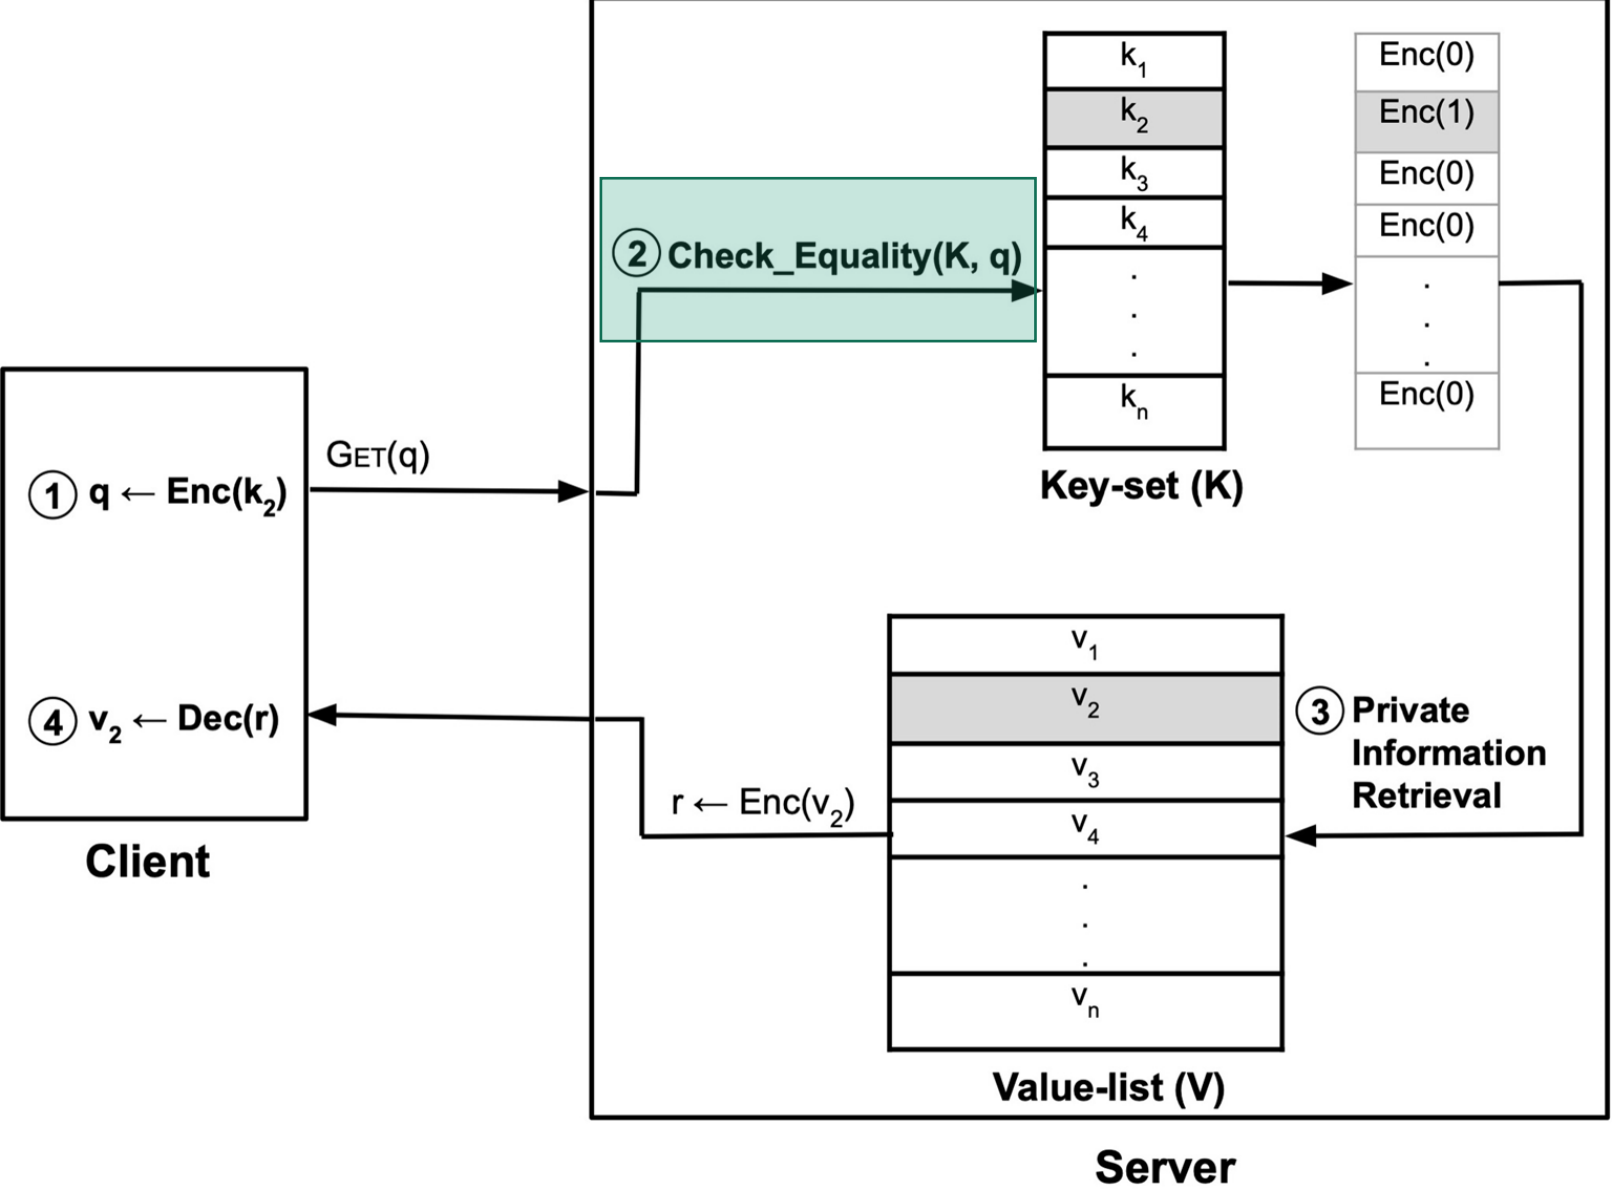 ① q ← Enc(k₂)
GET(q)
② Check_Equality(K, q)
k₁
k₂
k₃
k₄
.
.
.
kₙ
Key-set (K)
Enc(0)
Enc(1)
Enc(0)
Enc(0)
.
.
.
Enc(0)
③ Private
Information
Retrieval
v₁
v₂
v₃
v₄
.
.
.
vₙ
Value-list (V)
r ← Enc(v₂)
④ v₂ ← Dec(r)
Client
Server